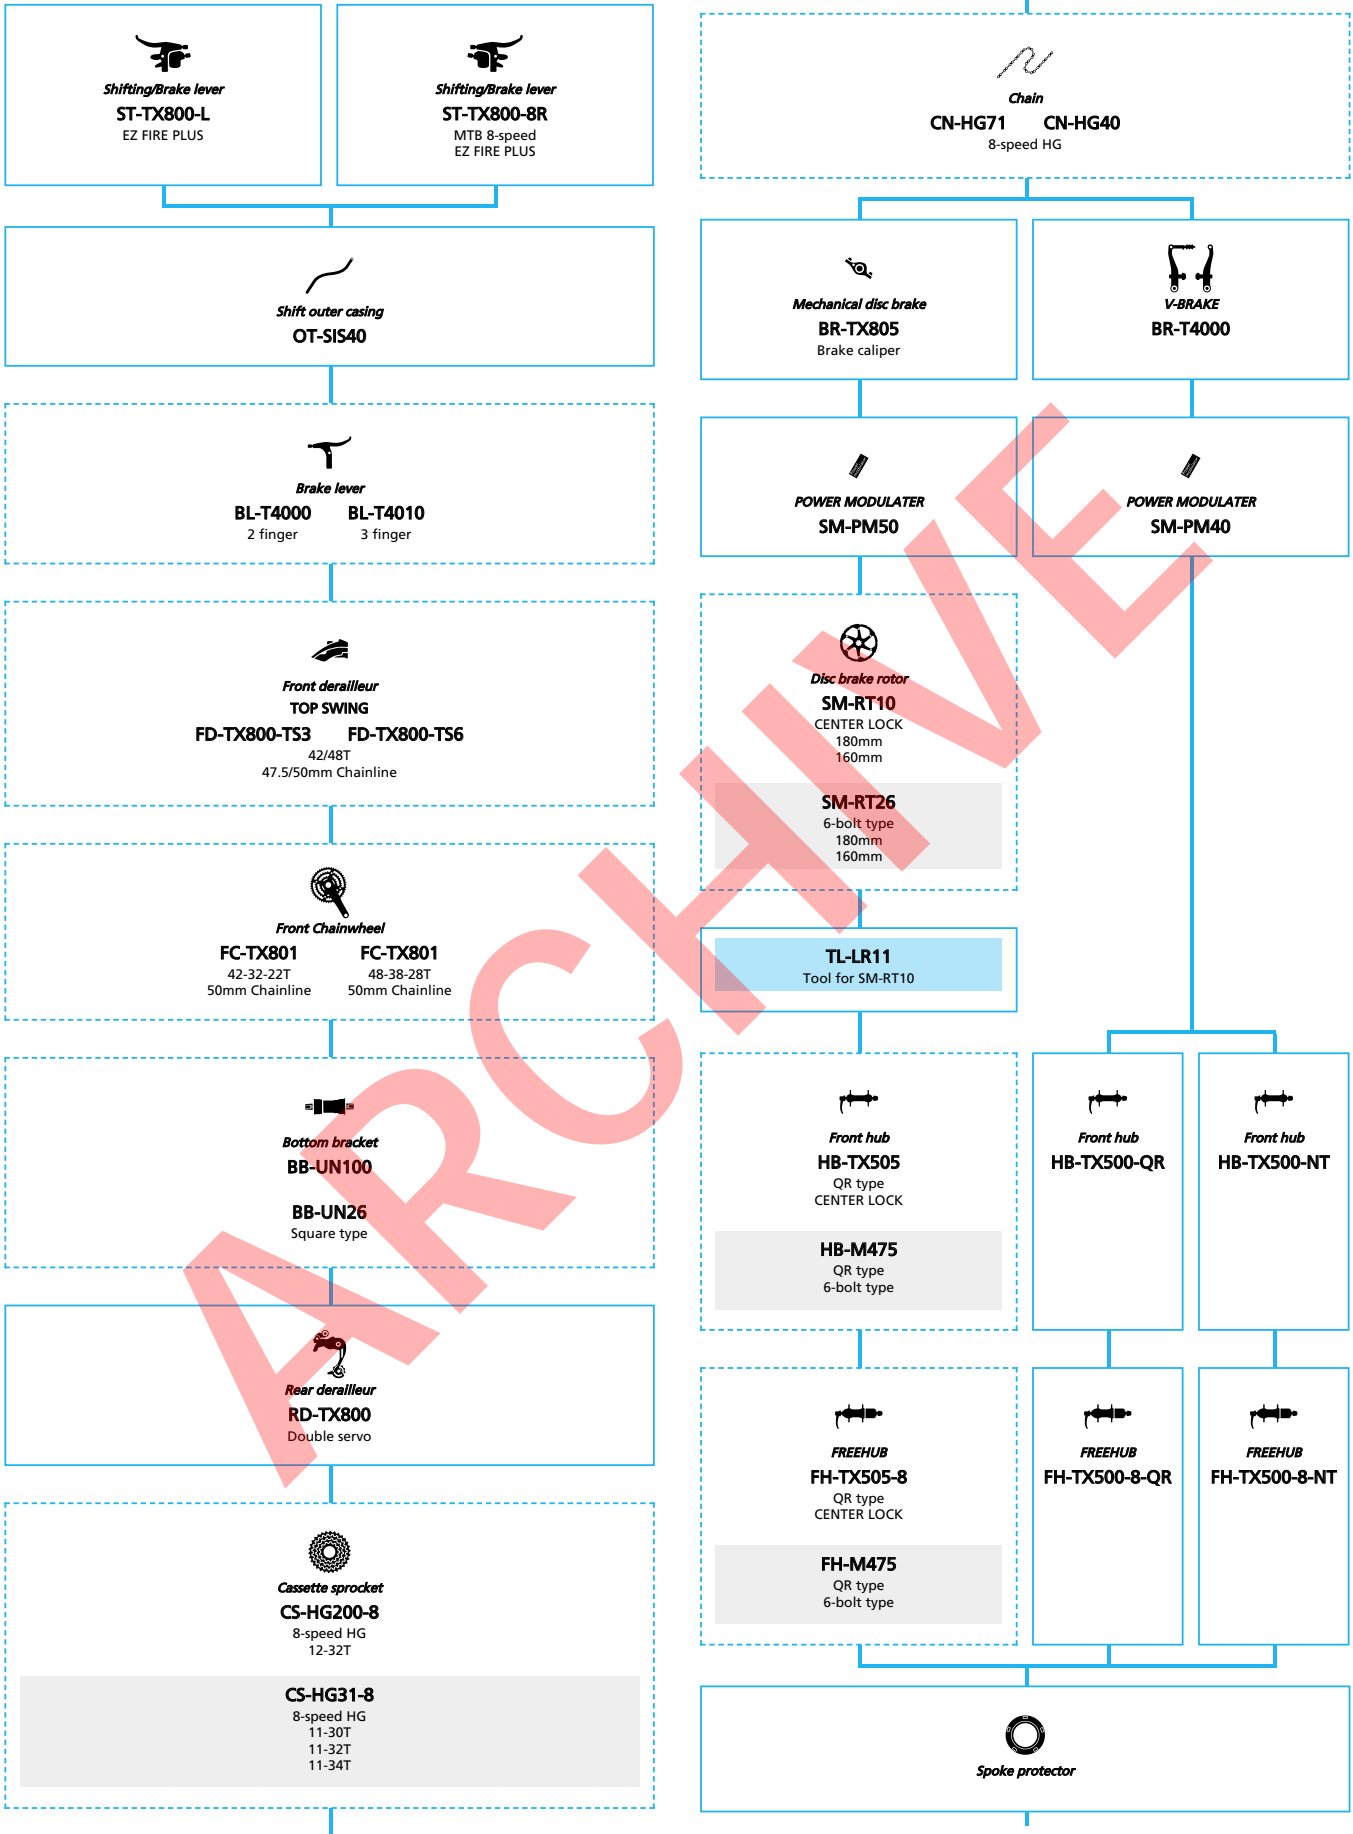 Shifting/Brake lever
ST-TX800-L
EZ FIRE PLUS
Shifting/Brake lever
ST-TX800-8R
MTB 8-speed
EZ FIRE PLUS
Shift outer casing
OT-SIS40
Brake lever
BL-T4000 BL-T4010
2 finger 3 finger
Front derailleur
TOP SWING
FD-TX800-TS3 FD-TX800-TS6
42/48T
47.5/50mm Chainline
Front Chainwheel
FC-TX801 FC-TX801
42-32-22T 48-38-28T
50mm Chainline 50mm Chainline
Bottom bracket
BB-UN100
BB-UN26
Square type
Rear derailleur
RD-TX800
Double servo
Cassette sprocket
CS-HG200-8
8-speed HG
12-32T
CS-HG31-8
8-speed HG
11-30T
11-32T
11-34T
Chain
CN-HG71 CN-HG40
8-speed HG
Mechanical disc brake
BR-TX805
Brake caliper
V-BRAKE
BR-T4000
POWER MODULATER
SM-PM50
POWER MODULATER
SM-PM40
Disc brake rotor
SM-RT10
CENTER LOCK
180mm
160mm
SM-RT26
6-bolt type
180mm
160mm
TL-LR11
Tool for SM-RT10
Front hub
HB-TX505
QR type
CENTER LOCK
HB-M475
QR type
6-bolt type
Front hub
HB-TX500-QR
Front hub
HB-TX500-NT
FREEHUB
FH-TX505-8
QR type
CENTER LOCK
FH-M475
QR type
6-bolt type
FREEHUB
FH-TX500-8-QR
FREEHUB
FH-TX500-8-NT
Spoke protector
ARCHIVE